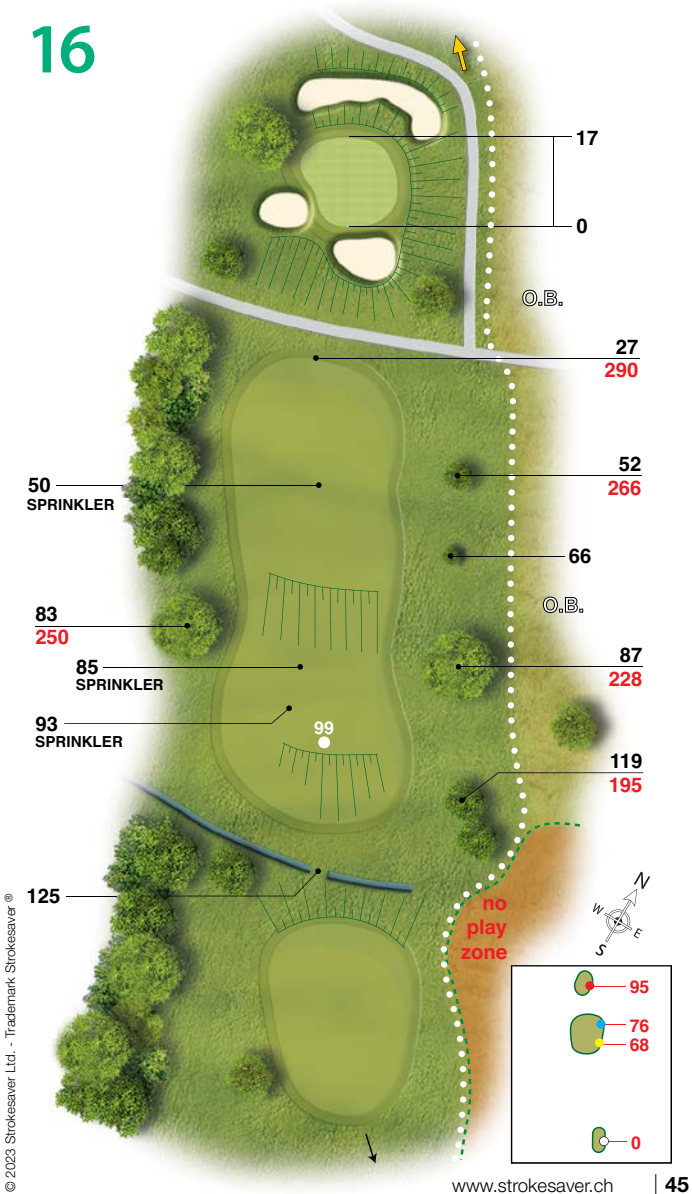 16
17
0
O.B.
27
290
52
266
50
SPRINKLER
66
O.B.
83
250
87
228
85
SPRINKLER
93
SPRINKLER
99
119
195
125
no
play
zone
N
W
E
S
95
76
68
0
© 2023 Strokesaver Ltd. - Trademark Strokesaver ®
www.strokesaver.ch | 45